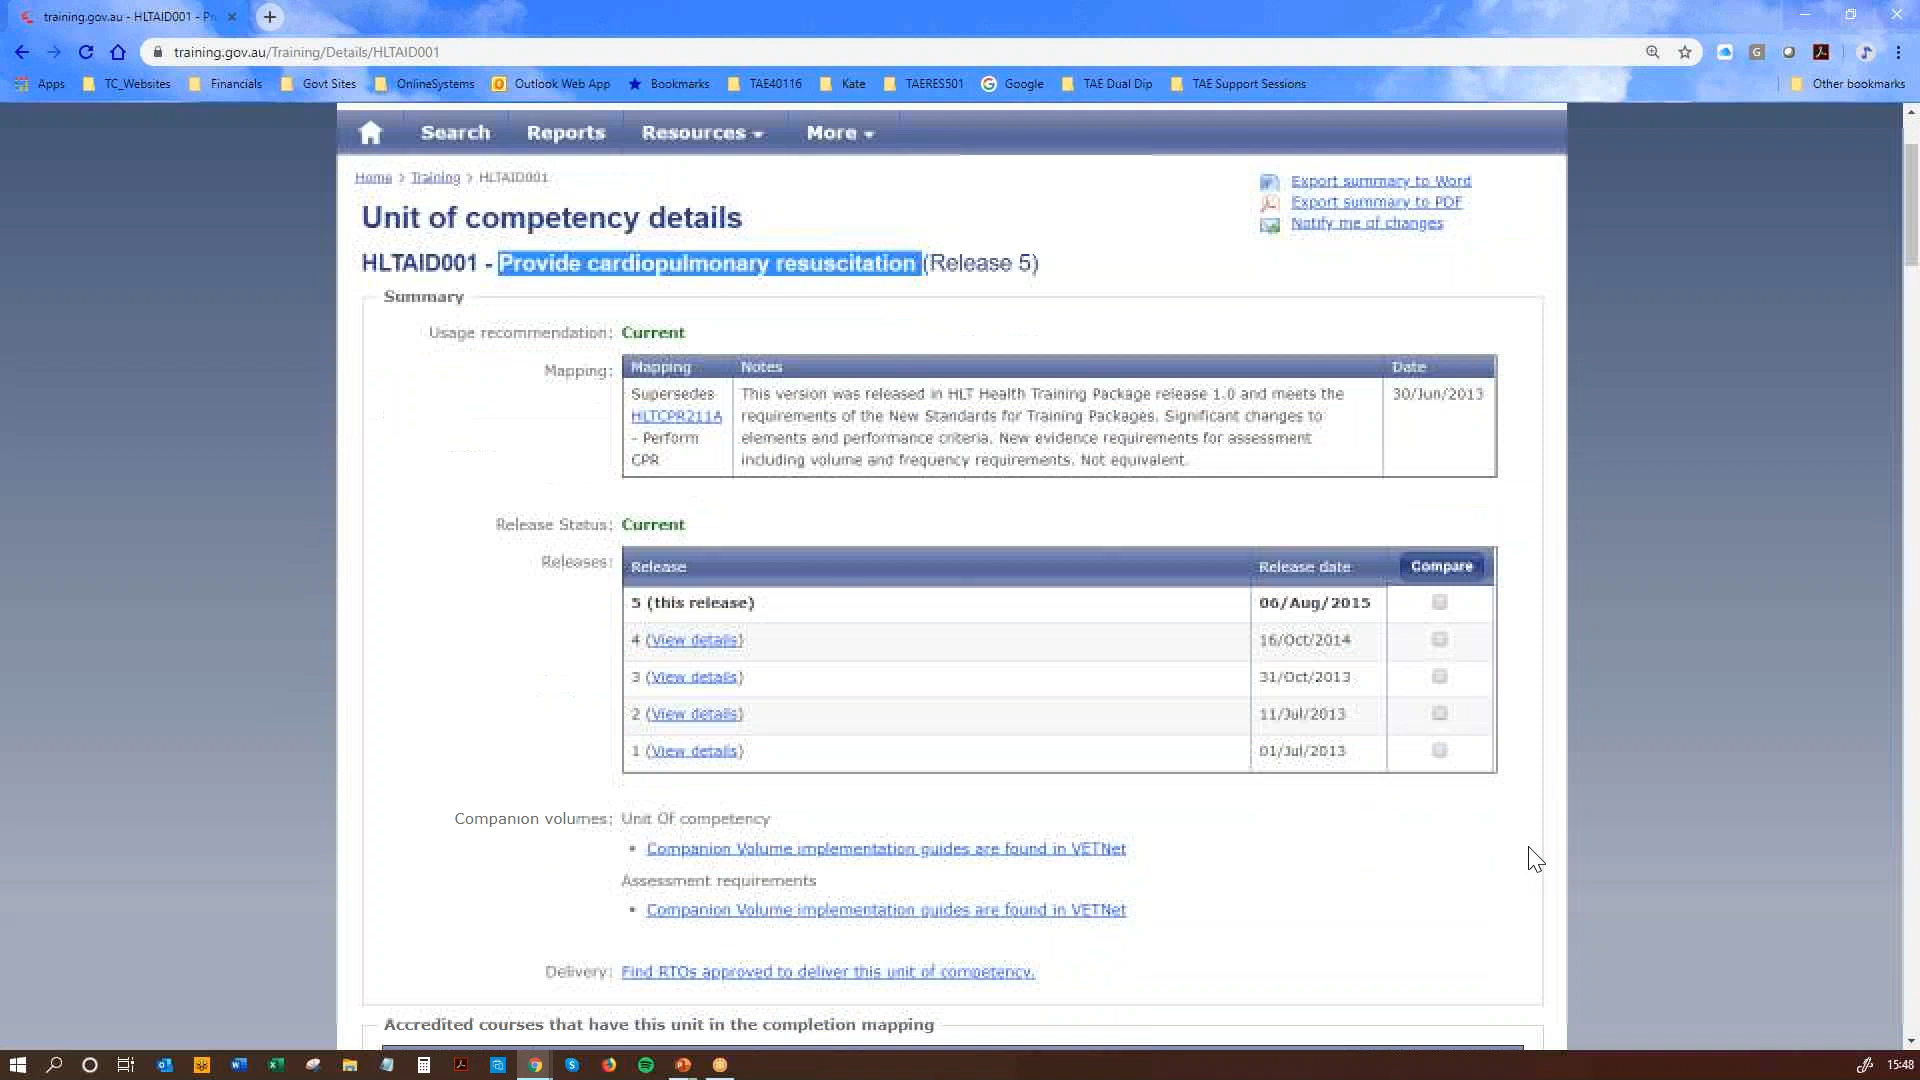 training.gov.au - HLTAID001 - Pr
training.gov.au/Training/Details/HLTAID001
Apps TC_Websites Financials Govt Sites OnlineSystems Outlook Web App Bookmarks TAE40116 Kate TAERES501 Google TAE Dual Dip TAE Support Sessions Other bookmarks
Search Reports Resources More
Home > Training > HLTAID001
Export summary to Word
Export summary to PDF
Notify me of changes
Unit of competency details
HLTAID001 - Provide cardiopulmonary resuscitation (Release 5)
Summary
Usage recommendation: Current
Mapping: Mapping Notes Date
Supersedes This version was released in HLT Health Training Package release 1.0 and meets the 30/Jun/2013
HLTCPR211A requirements of the New Standards for Training Packages. Significant changes to
- Perform elements and performance criteria. New evidence requirements for assessment
CPR including volume and frequency requirements. Not equivalent.
Release Status: Current
Releases: Release Release date Compare
5 (this release) 06/Aug/2015
4 (View details) 16/Oct/2014
3 (View details) 31/Oct/2013
2 (View details) 11/Jul/2013
1 (View details) 01/Jul/2013
Companion volumes: Unit Of competency
• Companion Volume implementation guides are found in VETNet
Assessment requirements
• Companion Volume implementation guides are found in VETNet
Delivery: Find RTOs approved to deliver this unit of competency.
Accredited courses that have this unit in the completion mapping
15:48